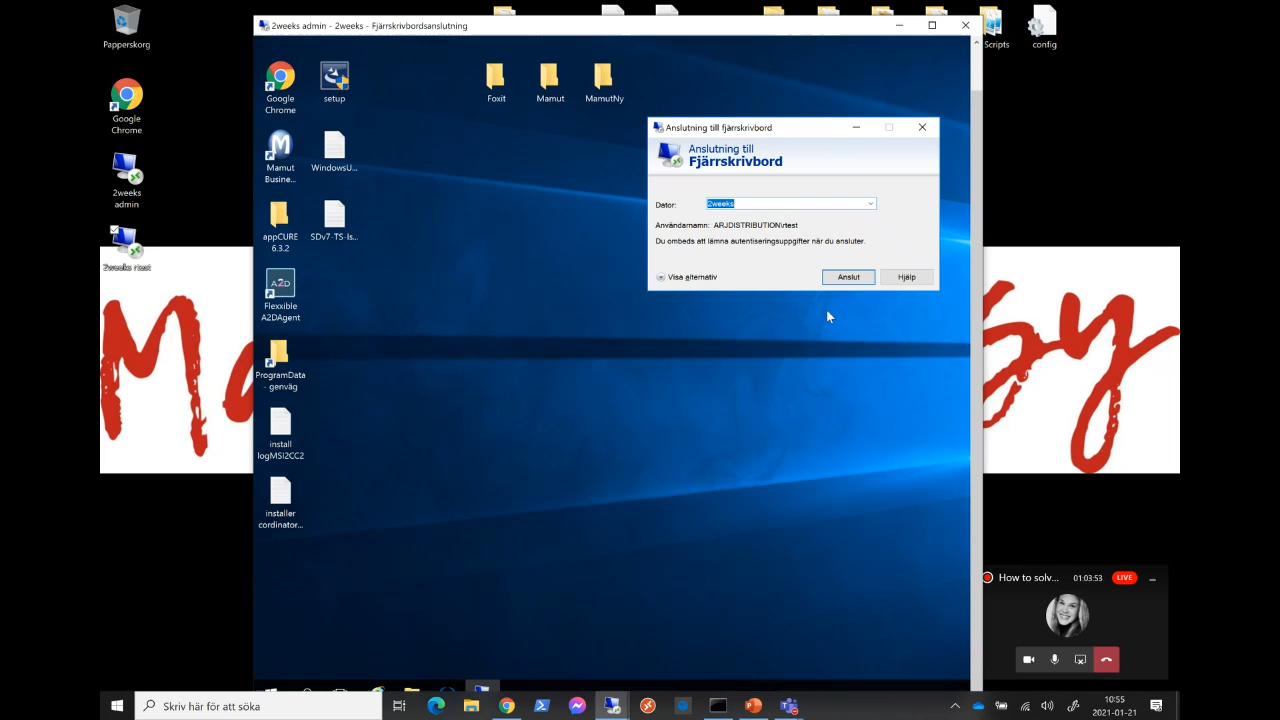 Papperskorg
Google
Chrome
2weeks
admin
2weeks rtest
2weeks admin - 2weeks - Fjärrskrivbordsanslutning
Scripts
config
Google
Chrome
setup
Foxit
Mamut
MamutNy
Mamut
Busine...
WindowsU...
appCURE
6.3.2
SDv7-TS-Is...
A2D
Flexxible
A2DAgent
ProgramData
- genväg
install
logMSI2CC2
installer
cordinator...
Anslutning till fjärrskrivbord
Anslutning till
Fjärrskrivbord
Dator:
2weeks
Användarnamn: ARJDISTRIBUTION\rtest
Du ombeds att lämna autentiseringsuppgifter när du ansluter.
Visa alternativ
Anslut
Hjälp
How to solv...
01:03:53
LIVE
Skriv här för att söka
10:55
2021-01-21